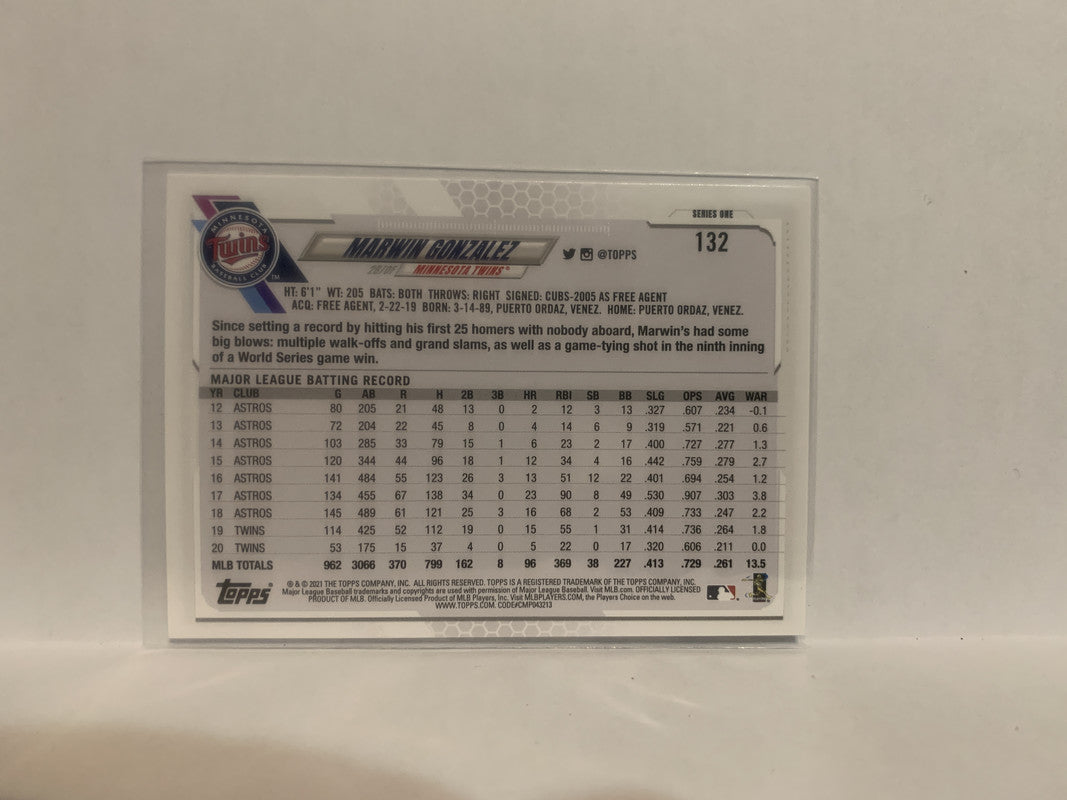 SERIES ONE
132
MINNESOTA
Twins
BASEBALL CLUB
TM
MARWIN GONZALEZ
@TOPPS
2B/OF MINNESOTA TWINS®
HT: 6'1" WT: 205 BATS: BOTH THROWS: RIGHT SIGNED: CUBS-2005 AS FREE AGENT
ACQ: FREE AGENT, 2-22-19 BORN: 3-14-89, PUERTO ORDAZ, VENEZ. HOME: PUERTO ORDAZ, VENEZ.
Since setting a record by hitting his first 25 homers with nobody aboard, Marwin's had some
big blows: multiple walk-offs and grand slams, as well as a game-tying shot in the ninth inning
of a World Series game win.
MAJOR LEAGUE BATTING RECORD
YR CLUB G AB R H 2B 3B HR RBI SB BB SLG OPS AVG WAR
12 ASTROS 80 205 21 48 13 0 2 12 3 13 .327 .607 .234 -0.1
13 ASTROS 72 204 22 45 8 0 4 14 6 9 .319 .571 .221 0.6
14 ASTROS 103 285 33 79 15 1 6 23 2 17 .400 .727 .277 1.3
15 ASTROS 120 344 44 96 18 1 12 34 4 16 .442 .759 .279 2.7
16 ASTROS 141 484 55 123 26 3 13 51 12 22 .401 .694 .254 1.2
17 ASTROS 134 455 67 138 34 0 23 90 8 49 .530 .907 .303 3.8
18 ASTROS 145 489 61 121 25 3 16 68 2 53 .409 .733 .247 2.2
19 TWINS 114 425 52 112 19 0 15 55 1 31 .414 .736 .264 1.8
20 TWINS 53 175 15 37 4 0 5 22 0 17 .320 .606 .211 0.0
MLB TOTALS 962 3066 370 799 162 8 96 369 38 227 .413 .729 .261 13.5
Topps
® & © 2021 THE TOPPS COMPANY, INC. ALL RIGHTS RESERVED. TOPPS IS A REGISTERED TRADEMARK OF THE TOPPS COMPANY, INC.
Major League Baseball trademarks and copyrights are used with permission of Major League Baseball. Visit MLB.com. OFFICIALLY LICENSED
PRODUCT OF MLB. Officially Licensed Product of MLB Players, Inc. Visit MLBPLAYERS.COM, the Players Choice on the web.
WWW.TOPPS.COM. CODE#CMP043213